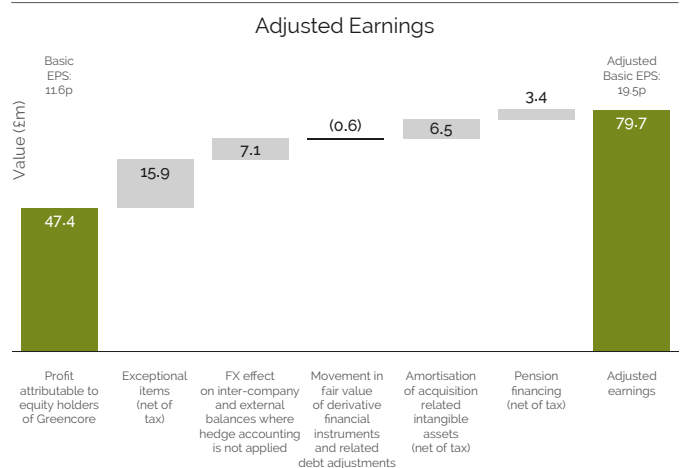 Adjusted Earnings
Basic
EPS:
11.6p
Adjusted
Basic EPS:
19.5p
Value (£m)
47.4
15.9
7.1
(0.6)
6.5
3.4
79.7
Profit
attributable to
equity holders
of Greencore
Exceptional
items
(net of
tax)
FX effect
on inter-company
and external
balances where
hedge accounting
is not applied
Movement in
fair value
of derivative
financial
instruments
and related
debt adjustments
Amortisation
of acquisition
related
intangible
assets
(net of tax)
Pension
financing
(net of tax)
Adjusted
earnings